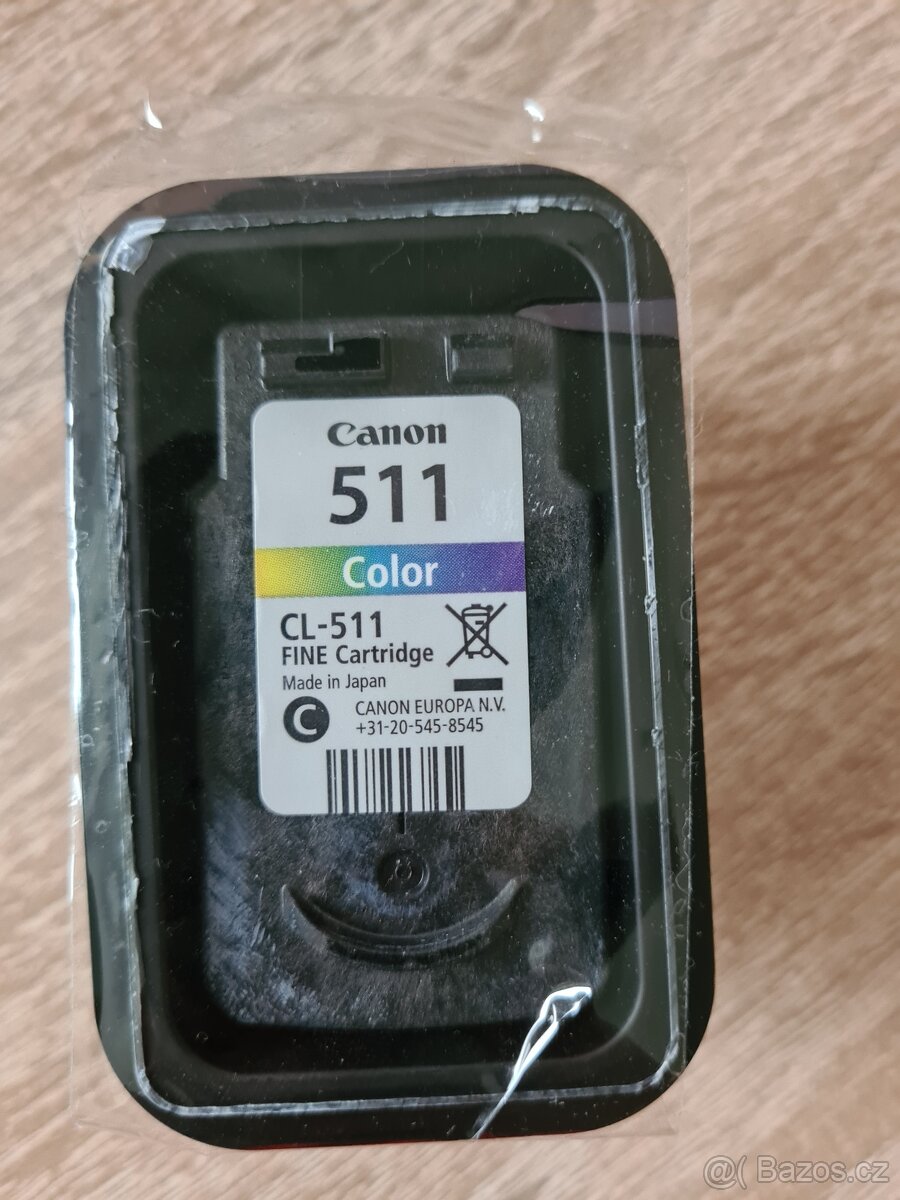 Canon
511
Color
CL-511
FINE Cartridge
Made in Japan
C
CANON EUROPA N.V.
+31-20-545-8545
@( Bazos.cz